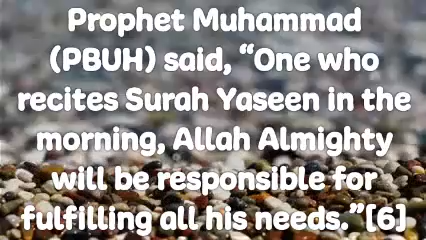 Prophet Muhammad
(PBUH) said, “One who
recites Surah Yaseen in the
morning, Allah Almighty
will be responsible for
fulfilling all his needs.”[6]